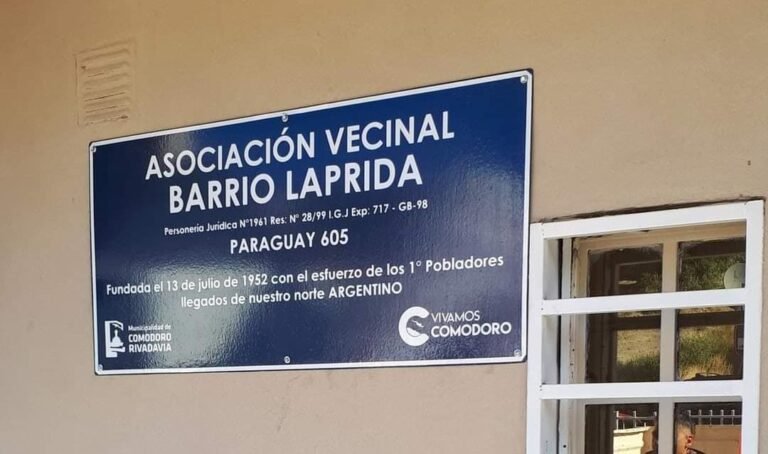 ASOCIACIÓN VECINAL
BARRIO LAPRIDA
Personería Jurídica N°1961 Res: N° 28/99 I.G.J Exp: 717 - GB-98
PARAGUAY 605
Fundada el 13 de julio de 1952 con el esfuerzo de los 1° Pobladores
llegados de nuestro norte ARGENTINO
Municipalidad de
COMODORO
RIVADAVIA
VIVAMOS
COMODORO